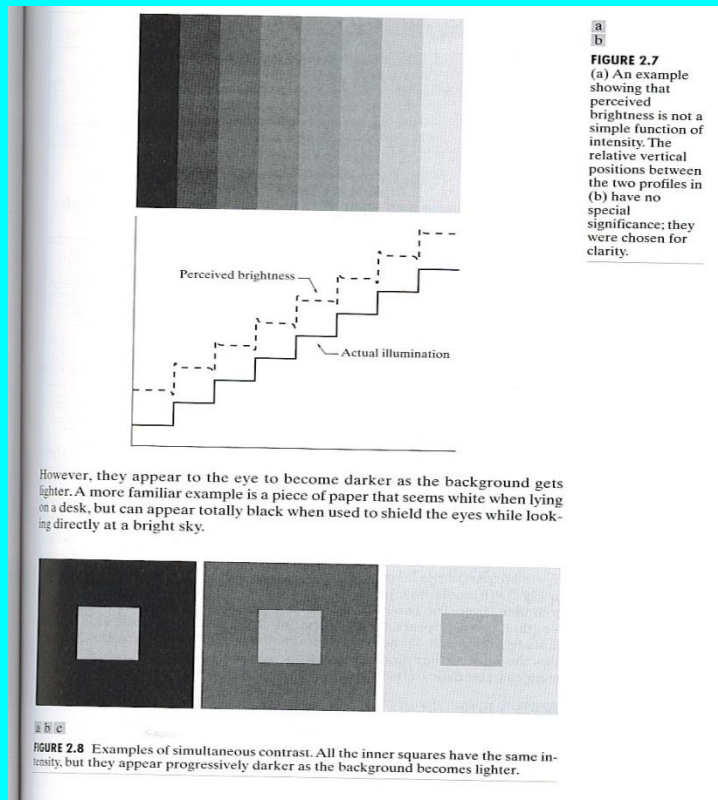 a
b
FIGURE 2.7
(a) An example
showing that
perceived
brightness is not a
simple function of
intensity. The
relative vertical
positions between
the two profiles in
(b) have no
special
significance; they
were chosen for
clarity.
Perceived brightness
Actual illumination
However, they appear to the eye to become darker as the background gets
lighter. A more familiar example is a piece of paper that seems white when lying
on a desk, but can appear totally black when used to shield the eyes while look-
ing directly at a bright sky.
a b c
FIGURE 2.8 Examples of simultaneous contrast. All the inner squares have the same in-
tensity, but they appear progressively darker as the background becomes lighter.